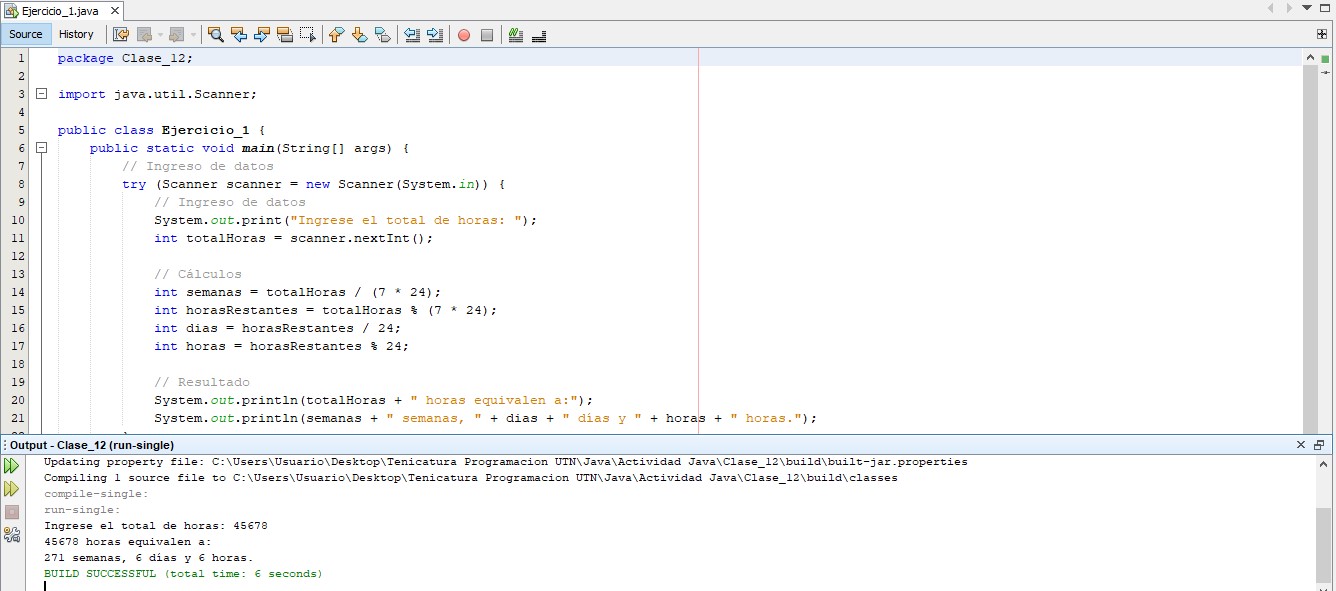 Ejercicio_1.java
Source History
1 package Clase_12;
2
3 import java.util.Scanner;
4
5 public class Ejercicio_1 {
6 public static void main(String[] args) {
7 // Ingreso de datos
8 try (Scanner scanner = new Scanner(System.in)) {
9 // Ingreso de datos
10 System.out.print("Ingrese el total de horas: ");
11 int totalHoras = scanner.nextInt();
12
13 // Cálculos
14 int semanas = totalHoras / (7 * 24);
15 int horasRestantes = totalHoras % (7 * 24);
16 int dias = horasRestantes / 24;
17 int horas = horasRestantes % 24;
18
19 // Resultado
20 System.out.println(totalHoras + " horas equivalen a:");
21 System.out.println(semanas + " semanas, " + dias + " días y " + horas + " horas.");
Output - Clase_12 (run-single)
Updating property file: C:\Users\Usuario\Desktop\Tenicatura Programacion UTN\Java\Actividad Java\Clase_12\build\built-jar.properties
Compiling 1 source file to C:\Users\Usuario\Desktop\Tenicatura Programacion UTN\Java\Actividad Java\Clase_12\build\classes
compile-single:
run-single:
Ingrese el total de horas: 45678
45678 horas equivalen a:
271 semanas, 6 días y 6 horas.
BUILD SUCCESSFUL (total time: 6 seconds)